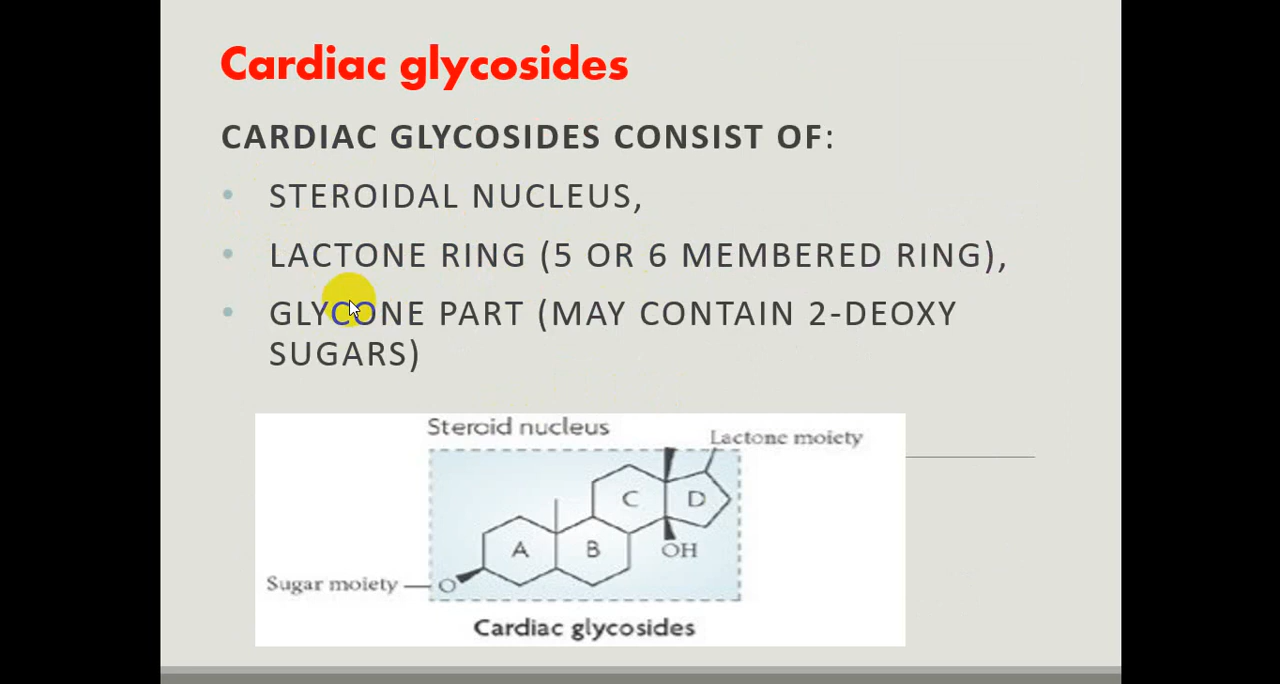 Cardiac glycosides
CARDIAC GLYCOSIDES CONSIST OF:
• STEROIDAL NUCLEUS,
• LACTONE RING (5 OR 6 MEMBERED RING),
• GLYCONE PART (MAY CONTAIN 2-DEOXY
SUGARS)
Steroid nucleus
Lactone moiety
C D
A B OH
Sugar moiety O
Cardiac glycosides